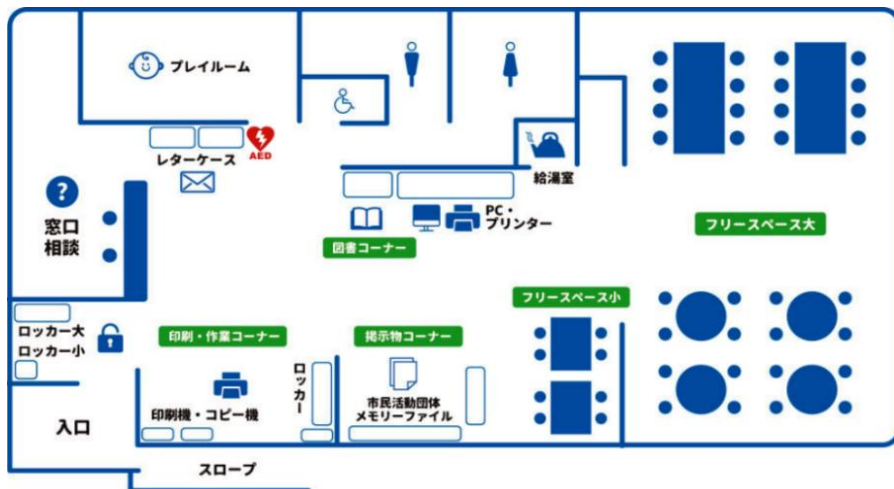 プレイルーム
AED
レターケース
?
窓口
相談
給湯室
PC・
プリンター
図書コーナー
フリースペース大
フリースペース小
ロッカー大
ロッカー小
印刷・作業コーナー
掲示物コーナー
ロッカー
印刷機・コピー機
市民活動団体
メモリーファイル
入口
スロープ